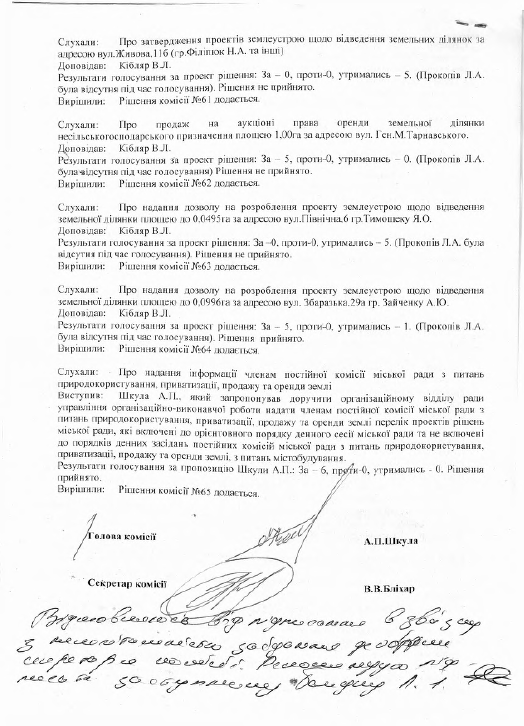 Слухали: Про затвердження проектів землеустрою щодо відведення земельних ділянок за
адресою вул.Живова,11б (гр.Філіпюк Н.А. та інші)
Доповідав: Кібляр В.Л.
Результати голосування за проект рішення: За – 0, проти-0, утримались – 5. (Прокопів Л.А.
була відсутня під час голосування). Рішення не прийнято.
Вирішили: Рішення комісії №61 додається.
Слухали: Про продаж на аукціоні права оренди земельної ділянки
несільськогосподарського призначення площею 1,00га за адресою вул. Ген.М.Тарнавського.
Доповідав: Кібляр В.Л.
Результати голосування за проект рішення: За – 5, проти-0, утримались – 0. (Прокопів Л.А.
була відсутня під час голосування) Рішення не прийнято.
Вирішили: Рішення комісії №62 додається.
Слухали: Про надання дозволу на розроблення проекту землеустрою щодо відведення
земельної ділянки площею до 0,0495га за адресою вул.Північна,6 гр.Тимощеку Я.О.
Доповідав: Кібляр В.Л.
Результати голосування за проект рішення: За –0, проти-0, утримались – 5. (Прокопів Л.А. була
відсутня під час голосування). Рішення не прийнято.
Вирішили: Рішення комісії №63 додається.
Слухали: Про надання дозволу на розроблення проекту землеустрою щодо відведення
земельної ділянки площею до 0,0996га за адресою вул. Збаразька,29а гр. Зайченку А.Ю.
Доповідав: Кібляр В.Л.
Результати голосування за проект рішення: За – 5, проти-0, утримались – 1. (Прокопів Л.А.
була відсутня під час голосування). Рішення прийнято.
Вирішили: Рішення комісії №64 додається.
Слухали: Про надання інформації членам постійної комісії міської ради з питань
природокористування, приватизації, продажу та оренди землі
Виступив: Шкула А.П., який запропонував доручити організаційному відділу ради
управління організаційно-виконавчої роботи надати членам постійної комісії міської ради з
питань природокористування, приватизації, продажу та оренди землі перелік проектів рішень
міської ради, які включені до орієнтовного порядку денного сесії міської ради та не включені
до порядків денних засідань постійних комісій міської ради з питань природокористування,
приватизації, продажу та оренди землі, з питань містобудування.
Результати голосування за пропозицію Шкули А.П.: За – 6, проти-0, утримались - 0. Рішення
прийнято.
Вирішили: Рішення комісії №65 додається.
Голова комісії А.П.Шкула
Секретар комісії В.В.Бліхар
від підписання в звязку
з